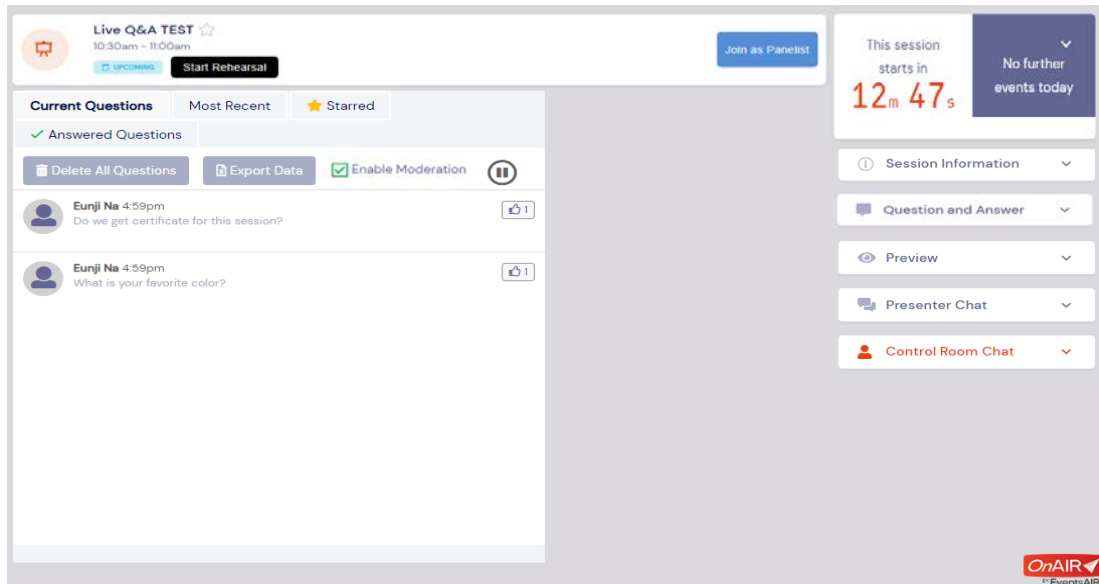 Live Q&A TEST
10:30am - 11:00am
UPCOMING
Start Rehearsal
Join as Panelist
This session
starts in
12m 47s
No further
events today
Current Questions
Most Recent
Starred
Answered Questions
Delete All Questions
Export Data
Enable Moderation
Eunji Na 4:59pm
Do we get certificate for this session?
1
Eunji Na 4:59pm
What is your favorite color?
1
Session Information
Question and Answer
Preview
Presenter Chat
Control Room Chat
OnAIR
by EventsAIR